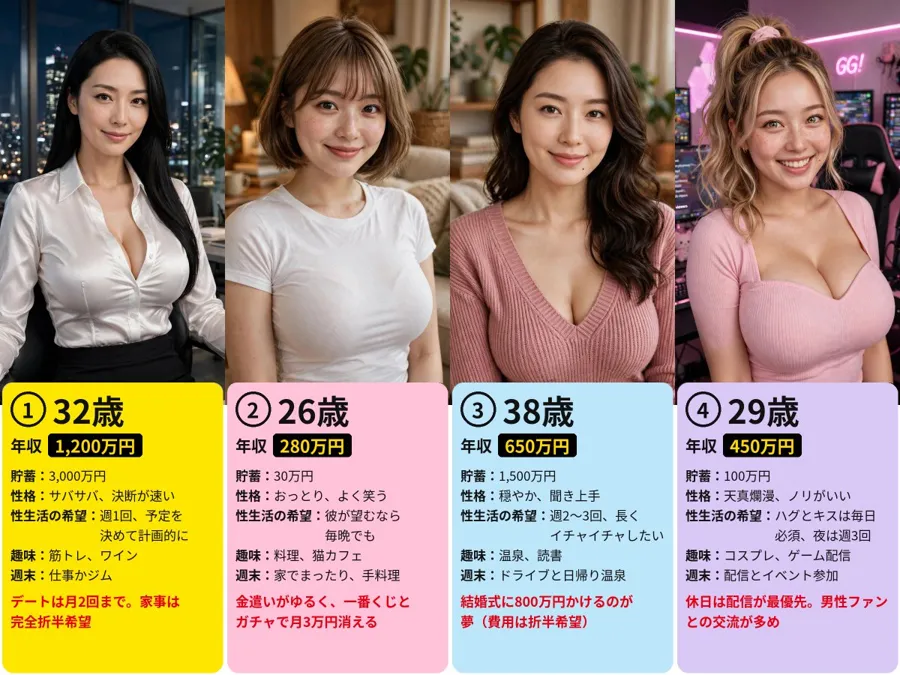 GG!
① 32歳
年収 1,200万円
貯蓄：3,000万円
性格：サバサバ、決断が速い
性生活の希望：週1回、予定を
決めて計画的に
趣味：筋トレ、ワイン
週末：仕事かジム
デートは月2回まで。家事は
完全折半希望
② 26歳
年収 280万円
貯蓄：30万円
性格：おっとり、よく笑う
性生活の希望：彼が望むなら
毎晩でも
趣味：料理、猫カフェ
週末：家でまったり、手料理
金遣いがゆるく、一番くじと
ガチャで月3万円消える
③ 38歳
年収 650万円
貯蓄：1,500万円
性格：穏やか、聞き上手
性生活の希望：週2〜3回、長く
イチャイチャしたい
趣味：温泉、読書
週末：ドライブと日帰り温泉
結婚式に800万円かけるのが
夢（費用は折半希望）
④ 29歳
年収 450万円
貯蓄：100万円
性格：天真爛漫、ノリがいい
性生活の希望：ハグとキスは毎日
必須、夜は週3回
趣味：コスプレ、ゲーム配信
週末：配信とイベント参加
休日は配信が最優先。男性ファン
との交流が多め